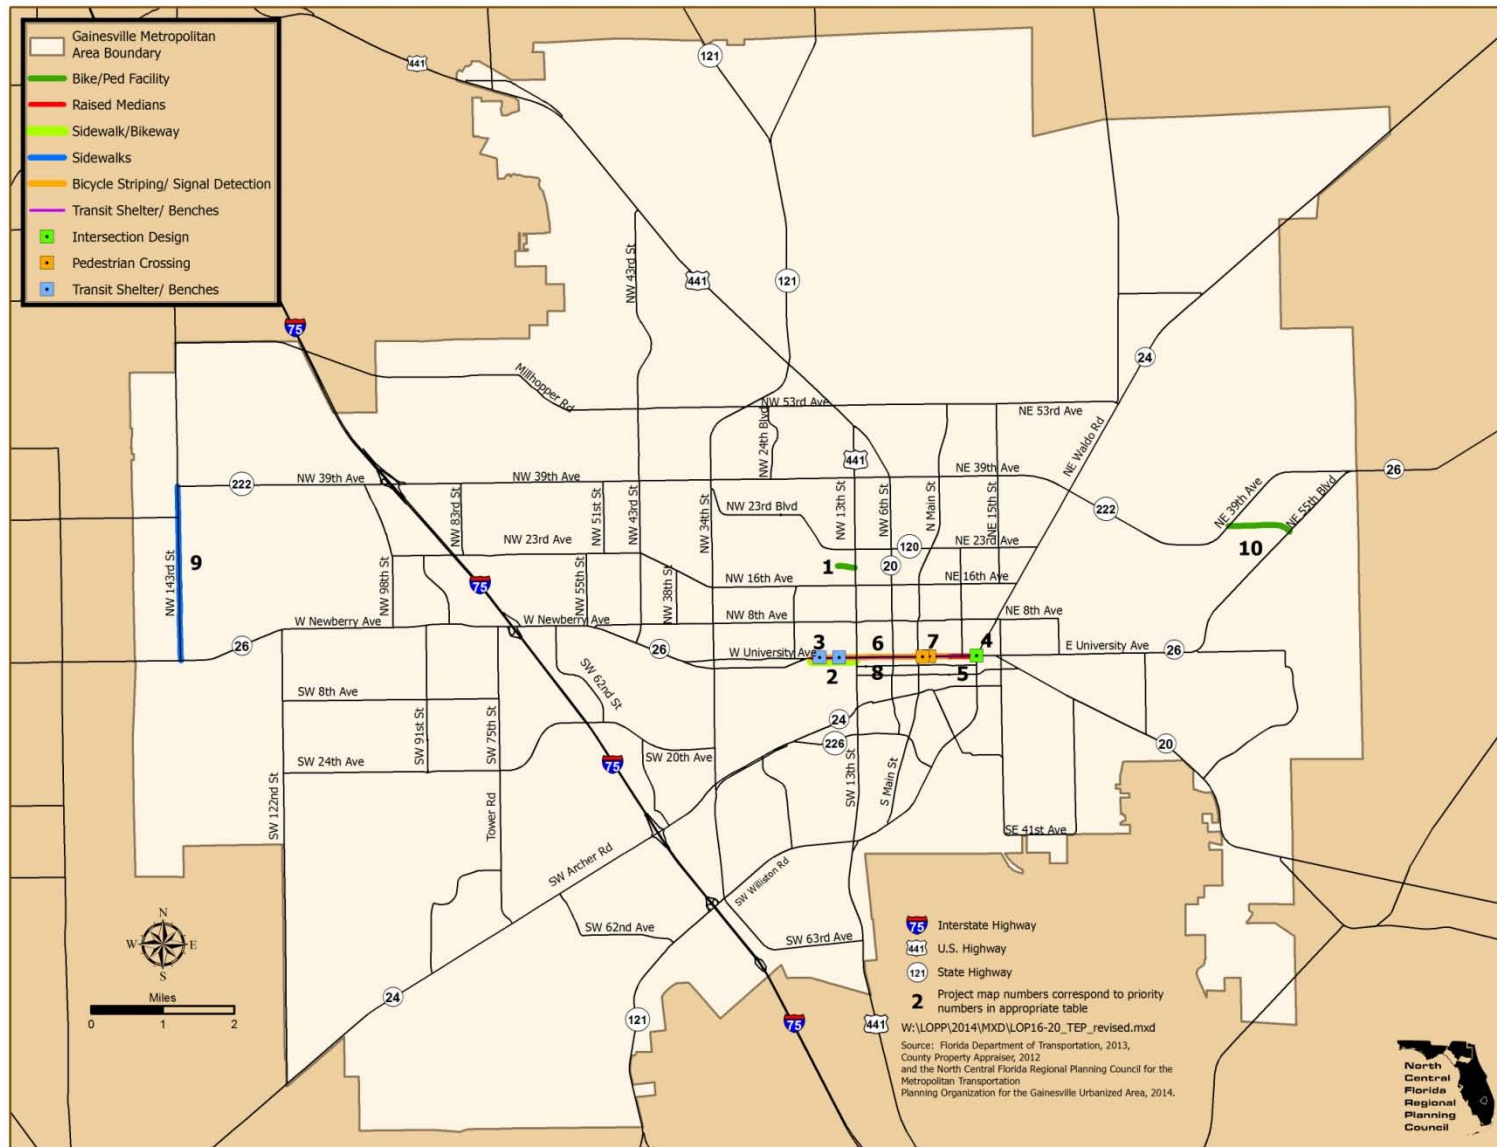 Gainesville Metropolitan
Area Boundary
Bike/Ped Facility
Raised Medians
Sidewalk/Bikeway
Sidewalks
Bicycle Striping/ Signal Detection
Transit Shelter/ Benches
Intersection Design
Pedestrian Crossing
Transit Shelter/ Benches
441
121
75
441
121
NW 43rd St
24
Millhopper Rd
NW 53rd Ave
NE 53rd Ave
NW 24th Blvd
441
NE Waldo Rd
222
NW 39th Ave
NW 39th Ave
NE 39th Ave
26
NW 83rd St
NW 51st St
NW 43rd St
NW 34th St
NW 23rd Blvd
NW 13th St
NW 6th St
N Main St
NE 15th St
222
NE 39th Ave
NE 55th Blvd
NW 143rd St
9
NW 98th St
NW 23rd Ave
120
NE 23rd Ave
10
75
NW 55th St
NW 38th St
1
20
NW 16th Ave
NE 16th Ave
W Newberry Ave
W Newberry Ave
NW 8th Ave
NE 8th Ave
26
26
W University Ave
3
6
7
4
E University Ave
26
2
8
5
SW 8th Ave
SW 62nd St
SW 91st St
SW 75th St
24
226
20
SW 24th Ave
75
SW 20th Ave
SW 122nd St
Tower Rd
SW 13th St
S Main St
SE 41st Ave
SW Archer Rd
SW Williston Rd
SW 62nd Ave
SW 63rd Ave
24
121
75
441
N
W
E
S
Miles
0
1
2
75
Interstate Highway
441
U.S. Highway
121
State Highway
2
Project map numbers correspond to priority
numbers in appropriate table
W:\LOPP\2014\MXD\LOP16-20_TEP_revised.mxd
Source: Florida Department of Transportation, 2013,
County Property Appraiser, 2012
and the North Central Florida Regional Planning Council for the
Metropolitan Transportation
Planning Organization for the Gainesville Urbanized Area, 2014.
North
Central
Florida
Regional
Planning
Council